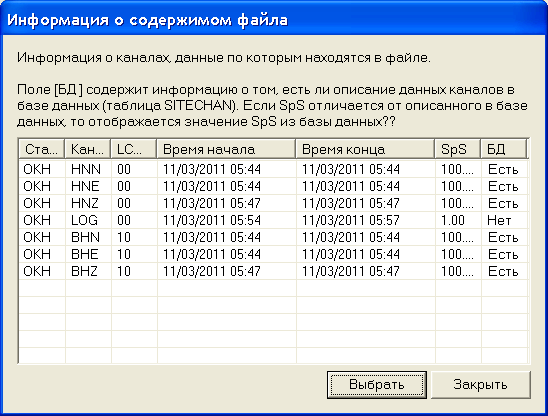 Информация о содержимом файла
Информация о каналах, данные по которым находятся в файле.
Поле [БД] содержит информацию о том, есть ли описание данных каналов в
базе данных (таблица SITECHAN). Если SpS отличается от описанного в базе
данных, то отображается значение SpS из базы данных??
Ста... Кан... LC... Время начала Время конца SpS БД
OKH HNN 00 11/03/2011 05:44 11/03/2011 05:44 100.... Есть
OKH HNE 00 11/03/2011 05:44 11/03/2011 05:44 100.... Есть
OKH HNZ 00 11/03/2011 05:47 11/03/2011 05:47 100.... Есть
OKH LOG 00 11/03/2011 05:54 11/03/2011 05:57 1.00 Нет
OKH BHN 10 11/03/2011 05:44 11/03/2011 05:44 100.... Есть
OKH BHE 10 11/03/2011 05:44 11/03/2011 05:44 100.... Есть
OKH BHZ 10 11/03/2011 05:47 11/03/2011 05:47 100.... Есть
Выбрать Закрыть